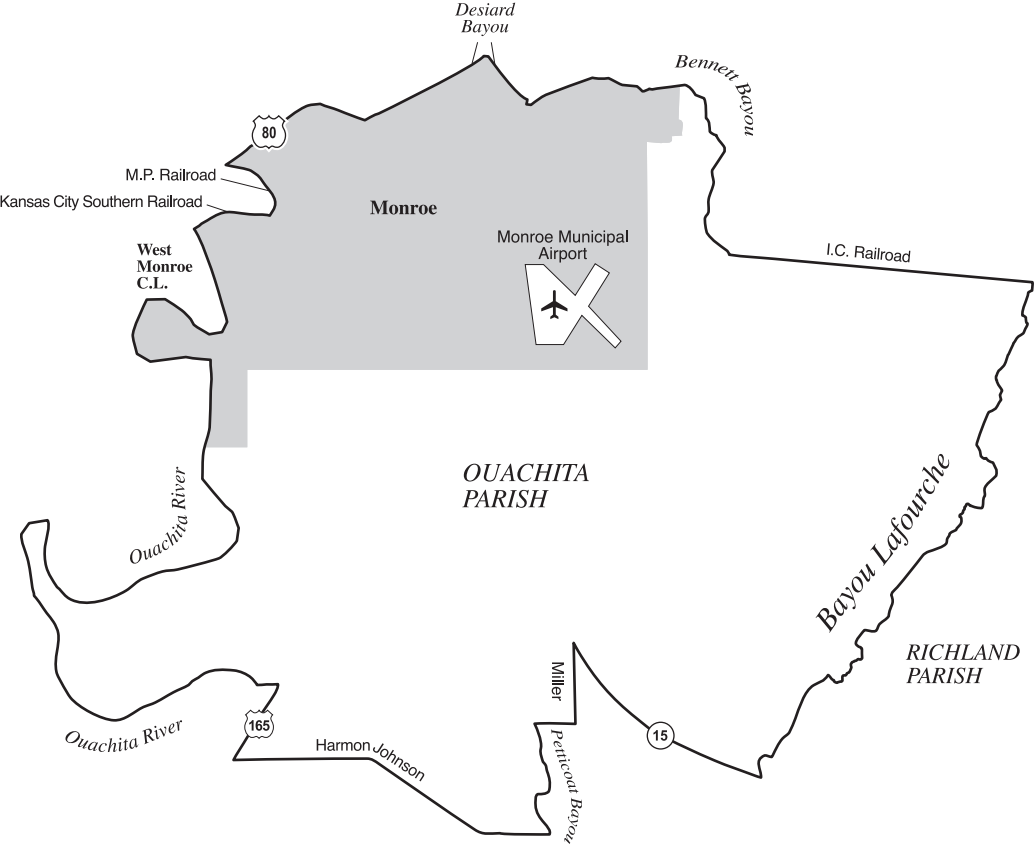 Desiard
Bayou
Bennett Bayou
80
M.P. Railroad
Kansas City Southern Railroad
Monroe
West
Monroe
C.L.
Monroe Municipal
Airport
I.C. Railroad
OUACHITA
PARISH
Ouachita River
Bayou Lafourche
RICHLAND
PARISH
Miller
15
165
Ouachita River
Harmon Johnson
Petticoat Bayou